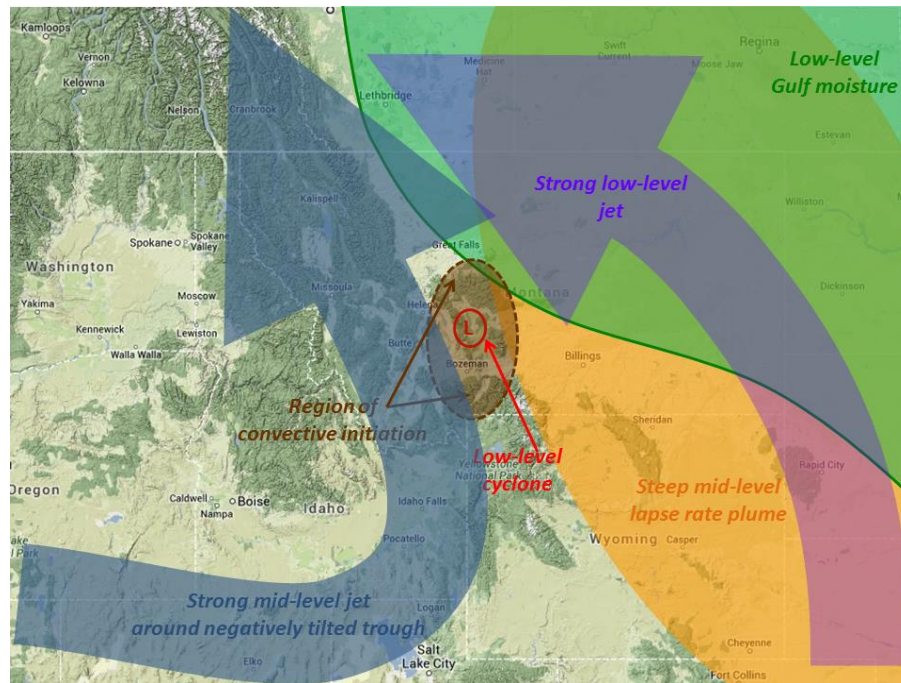 Kamloops
Vernon
Kelowna
Nelson
Cranbrook
Lethbridge
Medicine
Hat
Swift
Current
Regina
Moose Jaw
Low-level
Gulf moisture
Estevan
Strong low-level
jet
Williston
Kalispell
Spokane
Spokane
Valley
Great Falls
Washington
Missoula
Helena
Montana
Dickinson
Moscow
Yakima
Kennewick
Lewiston
Walla Walla
Butte
L
Bozeman
Billings
Region of
convective initiation
Sheridan
Low-level
cyclone
Yellowstone
National Park
Rapid City
Steep mid-level
lapse rate plume
Oregon
Caldwell
Nampa
Boise
Idaho
Idaho Falls
Pocatello
Wyoming
Casper
Strong mid-level jet
around negatively tilted trough
Logan
Elko
Salt
Lake City
Cheyenne
Fort Collins